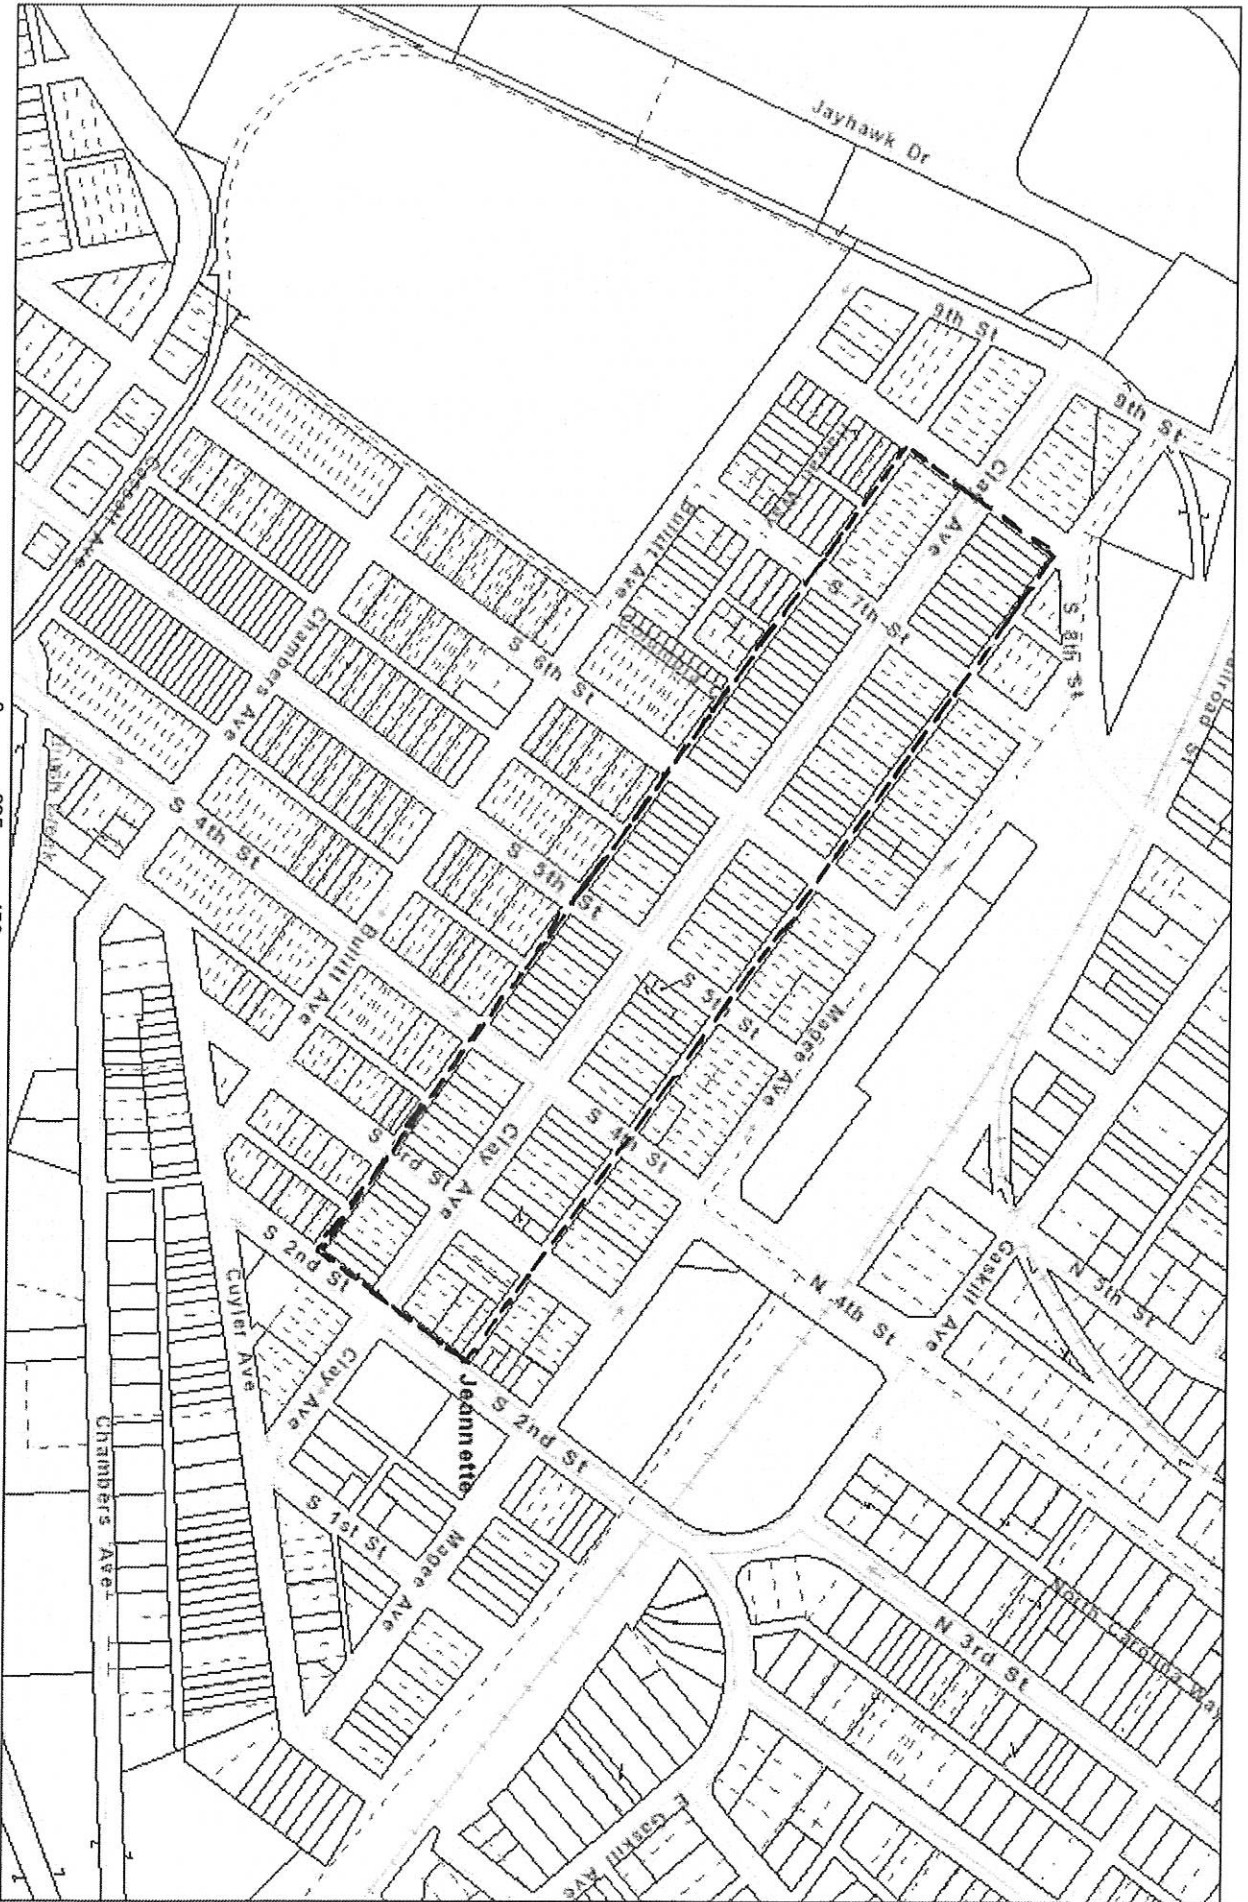 Jayhawk Dr
9th St
9th St
Clay Ave
S 8th St
S 7th St
Bullitt Ave
S 6th St
Gaskill Ave
Chambers Ave
S 5th St
S 5th St
Magee Ave
S 4th St
Bullitt Ave
S 4th St
Clay Ave
S 3rd St
N 4th St
N 5th St
S 2nd St
Cuyler Ave
Clay Ave
Jeannette
S 2nd St
S 1st St
Magee Ave
Chambers Ave
N 3rd St
North Carolina Way
E Gaskill Ave